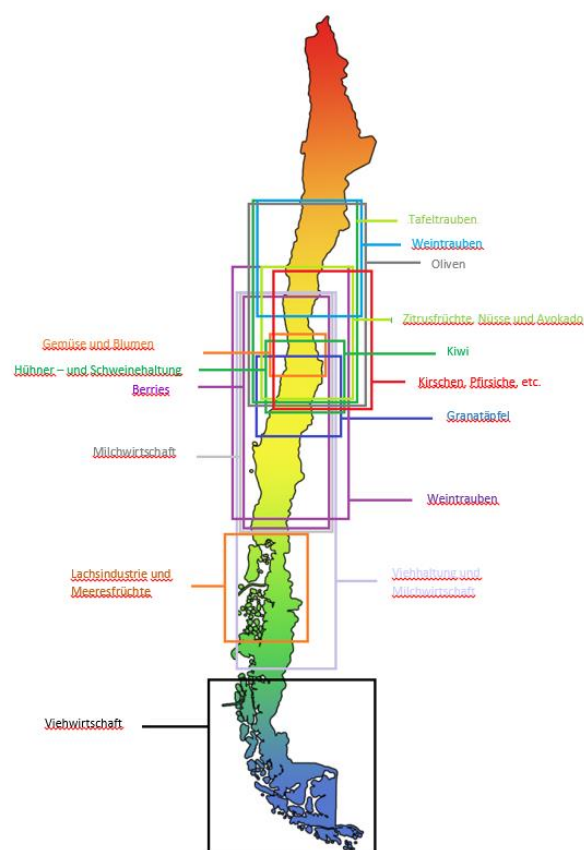 Tafeltrauben
Weintrauben
Oliven
Zitrusfrüchte, Nüsse und Avokado
Gemüse und Blumen
Kiwi
Hühner – und Schweinehaltung
Kirschen, Pfirsiche, etc.
Berries
Granatäpfel
Milchwirtschaft
Weintrauben
Lachsindustrie und
Meeresfrüchte
Viehhaltung und
Milchwirtschaft
Viehwirtschaft